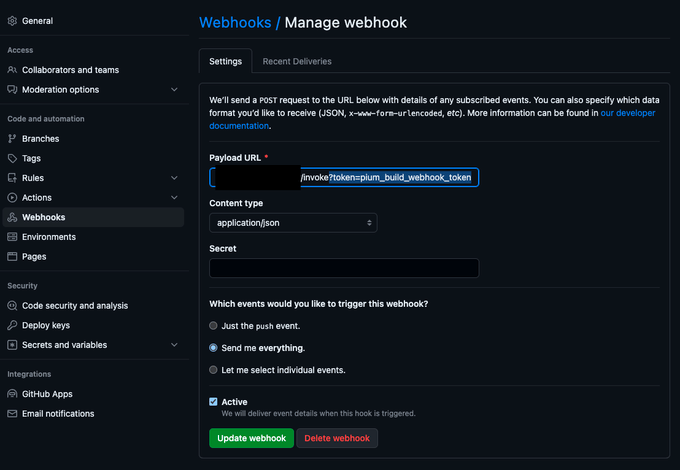 General
Access
Collaborators and teams
Moderation options
Code and automation
Branches
Tags
Rules
Actions
Webhooks
Environments
Pages
Security
Code security and analysis
Deploy keys
Secrets and variables
Integrations
GitHub Apps
Email notifications
Webhooks / Manage webhook
Settings
Recent Deliveries
We'll send a POST request to the URL below with details of any subscribed events. You can also specify which data
format you'd like to receive (JSON, x-www-form-urlencoded, etc). More information can be found in our developer
documentation.
Payload URL *
/invoke?token=pium_build_webhook_token
Content type
application/json
Secret
Which events would you like to trigger this webhook?
Just the push event.
Send me everything.
Let me select individual events.
Active
We will deliver event details when this hook is triggered.
Update webhook
Delete webhook